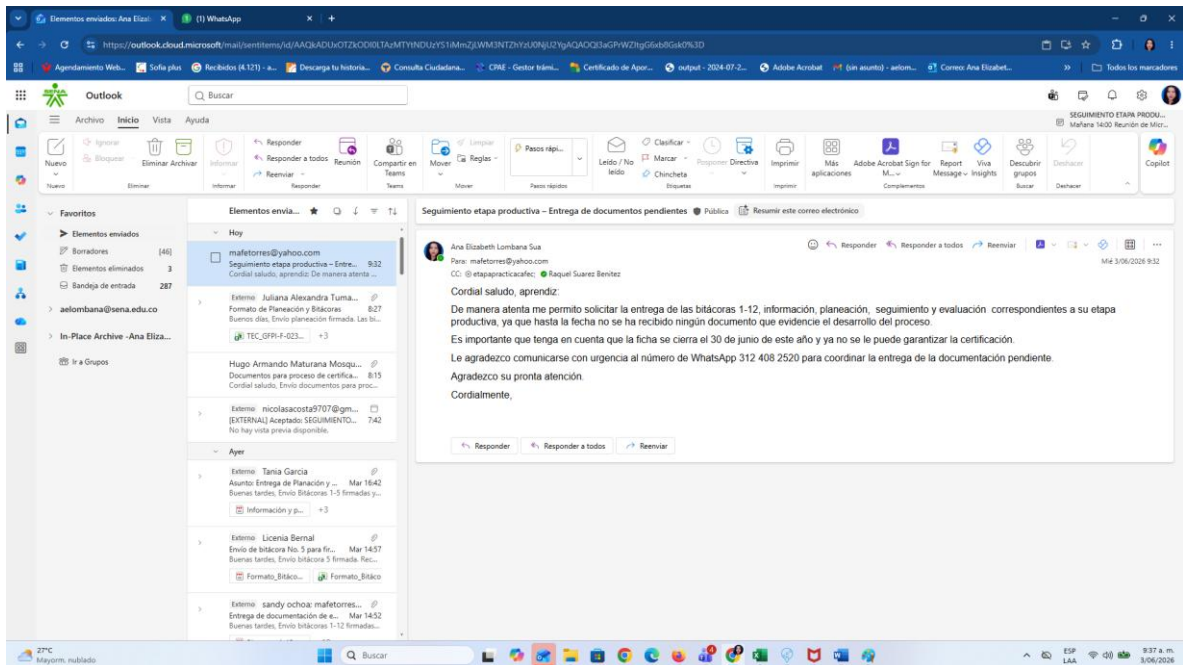 Elementos enviados: Ana Elizab
(1) WhatsApp
https://outlook.cloud.microsoft/mail/sentitems/id/
Agendamiento Web...
Sofia plus
Recibidos (4.121) - a...
Descarga tu historia...
Consulta Ciudadana...
CPAE - Gestor trámi...
Certificado de Apor...
output - 2024-07-2...
Adobe Acrobat
(sin asunto) - aelom...
Correo: Ana Elizabet...
Todos los marcadores
Outlook
Buscar
SEGUIMIENTO ETAPA PRODU...
Mañana 14:00 Reunión de Micr...
Archivo Inicio Vista Ayuda
Nuevo
Ignorar
Bloquear
Eliminar Archivar
Informar
Responder
Responder a todos
Reenviar
Reunión
Compartir en Teams
Mover
Limpiar
Reglas
Pasos rápi...
Leído / No leído
Clasificar
Marcar
Chincheta
Posponer Directiva
Imprimir
Más aplicaciones
Adobe Acrobat Sign for M...
Report Message
Viva Insights
Descubrir grupos
Deshacer
Copilot
Nuevo
Eliminar
Informar
Responder
Teams
Mover
Pasos rápidos
Etiquetas
Imprimir
Complementos
Buscar
Deshacer
Favoritos
Elementos enviados
Borradores [46]
Elementos eliminados 3
Bandeja de entrada 287
aelombana@sena.edu.co
In-Place Archive -Ana Eliza...
Ir a Grupos
Elementos envia...
Hoy
mafetorres@yahoo.com
Seguimiento etapa productiva – Entre... 9:32
Cordial saludo, aprendiz: De manera atenta ...
Externo Juliana Alexandra Tuma...
Formato de Planeación y Bitácoras 8:27
Buenos días, Envío planeación firmada. Las bi...
TEC_GFPI-F-023... +3
Hugo Armando Maturana Mosqu...
Documentos para proceso de certifica... 8:15
Cordial saludo, Envío documentos para proc...
Externo nicolasacosta9707@gm...
[EXTERNAL] Aceptado: SEGUIMIENTO... 7:42
No hay vista previa disponible.
Ayer
Externo Tania Garcia
Asunto: Entrega de Planación y ... Mar 16:42
Buenas tardes, Envío Bitácoras 1-5 firmadas y...
Información y p... +3
Externo Licenia Bernal
Envío de bitácora No. 5 para fir... Mar 14:57
Buenas tardes, Envío bitácora 5 firmada. Rec...
Formato_Bitáco... Formato_Bitáco
Externo sandy ochoa; mafetorres...
Entrega de documentación de e... Mar 14:52
Buenas tardes, Envío bitácoras 1-12 firmadas...
Seguimiento etapa productiva – Entrega de documentos pendientes Pública Resumir este correo electrónico
Ana Elizabeth Lombana Sua
Para: mafetorres@yahoo.com
CC: etapapracticacafec; Raquel Suarez Benitez
Responder Responder a todos Reenviar
Mié 3/06/2026 9:32
Cordial saludo, aprendiz:
De manera atenta me permito solicitar la entrega de las bitácoras 1-12, información, planeación, seguimiento y evaluación correspondientes a su etapa
productiva, ya que hasta la fecha no se ha recibido ningún documento que evidencie el desarrollo del proceso.
Es importante que tenga en cuenta que la ficha se cierra el 30 de junio de este año y ya no se le puede garantizar la certificación.
Le agradezco comunicarse con urgencia al número de WhatsApp 312 408 2520 para coordinar la entrega de la documentación pendiente.
Agradezco su pronta atención.
Cordialmente,
Responder Responder a todos Reenviar
27°C
Mayorm. nublado
Buscar
ESP
LAA
9:37 a. m.
3/06/2026